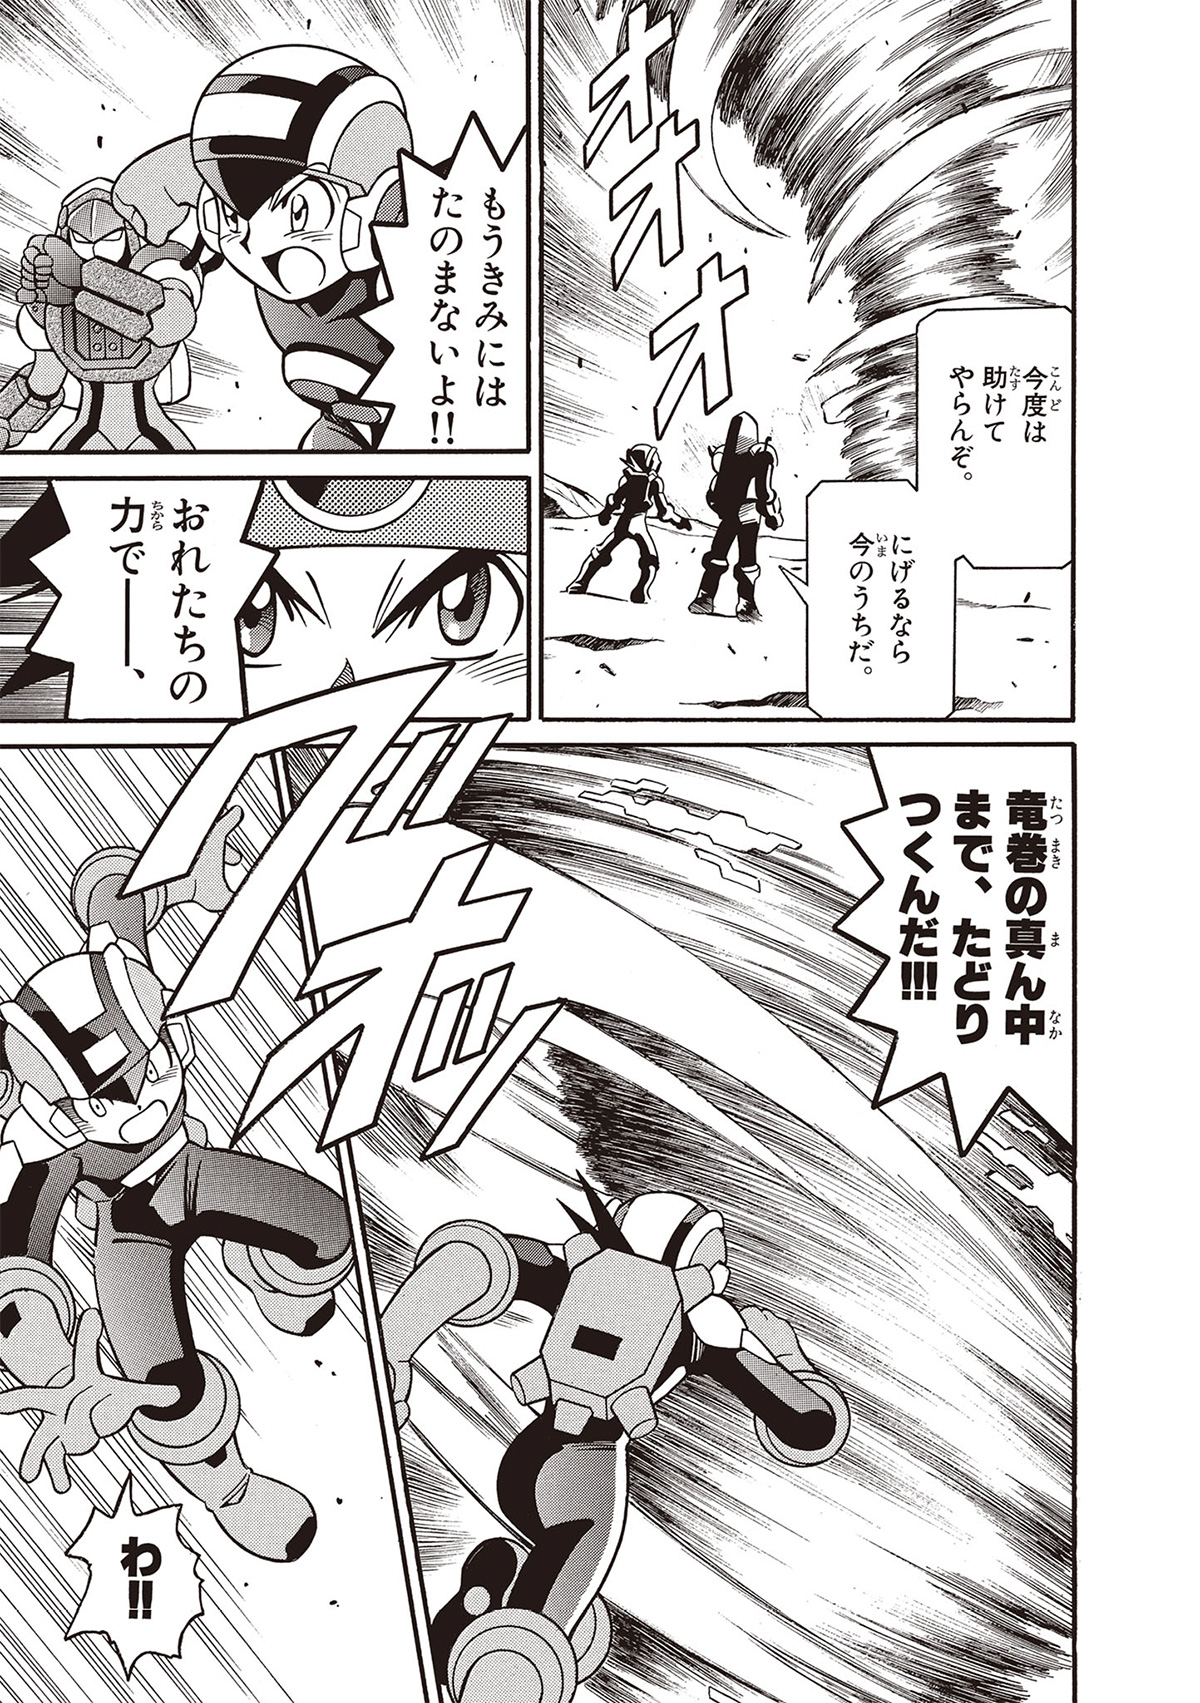 オオオ
今度は
助けて
やらんぞ。
にげるなら
今のうちだ。
もうきみには
たのまないよ!!
おれたちの
力で――、
竜巻の真ん中
まで、たどり
つくんだ!!!
わ!!